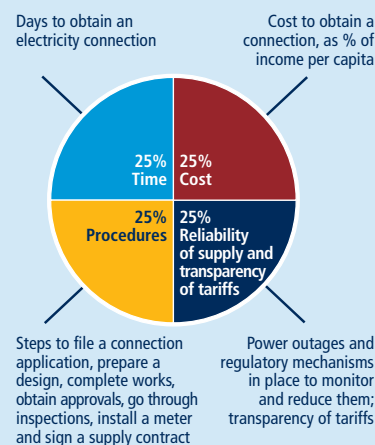 Days to obtain an
electricity connection
Cost to obtain a
connection, as % of
income per capita
25%
Time
25%
Cost
25%
Procedures
25%
Reliability
of supply and
transparency
of tariffs
Steps to file a connection
application, prepare a
design, complete works,
obtain approvals, go through
inspections, install a meter
and sign a supply contract
Power outages and
regulatory mechanisms
in place to monitor
and reduce them;
transparency of tariffs